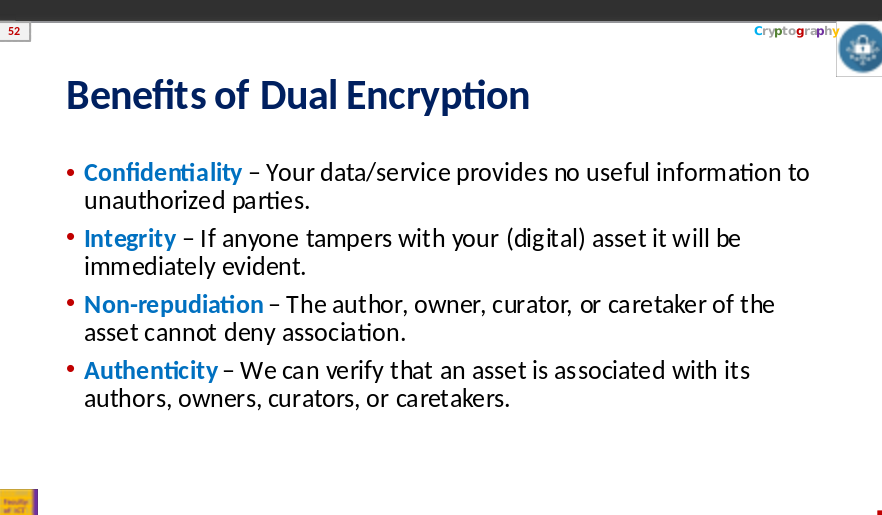 52
Cryptography
Benefits of Dual Encryption
• Confidentiality – Your data/service provides no useful information to
unauthorized parties.
• Integrity – If anyone tampers with your (digital) asset it will be
immediately evident.
• Non-repudiation – The author, owner, curator, or caretaker of the
asset cannot deny association.
• Authenticity – We can verify that an asset is associated with its
authors, owners, curators, or caretakers.
Faculty
of ICT